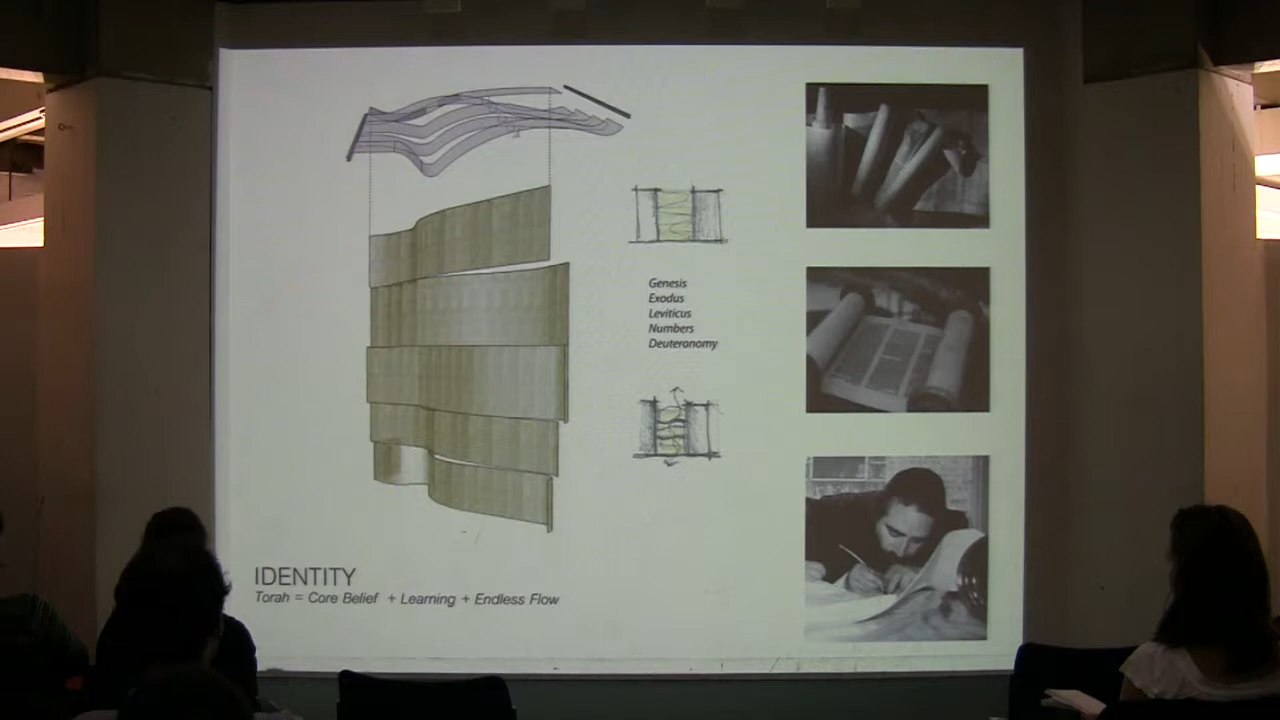 Genesis
Exodus
Leviticus
Numbers
Deuteronomy
IDENTITY
Torah = Core Belief + Learning + Endless Flow